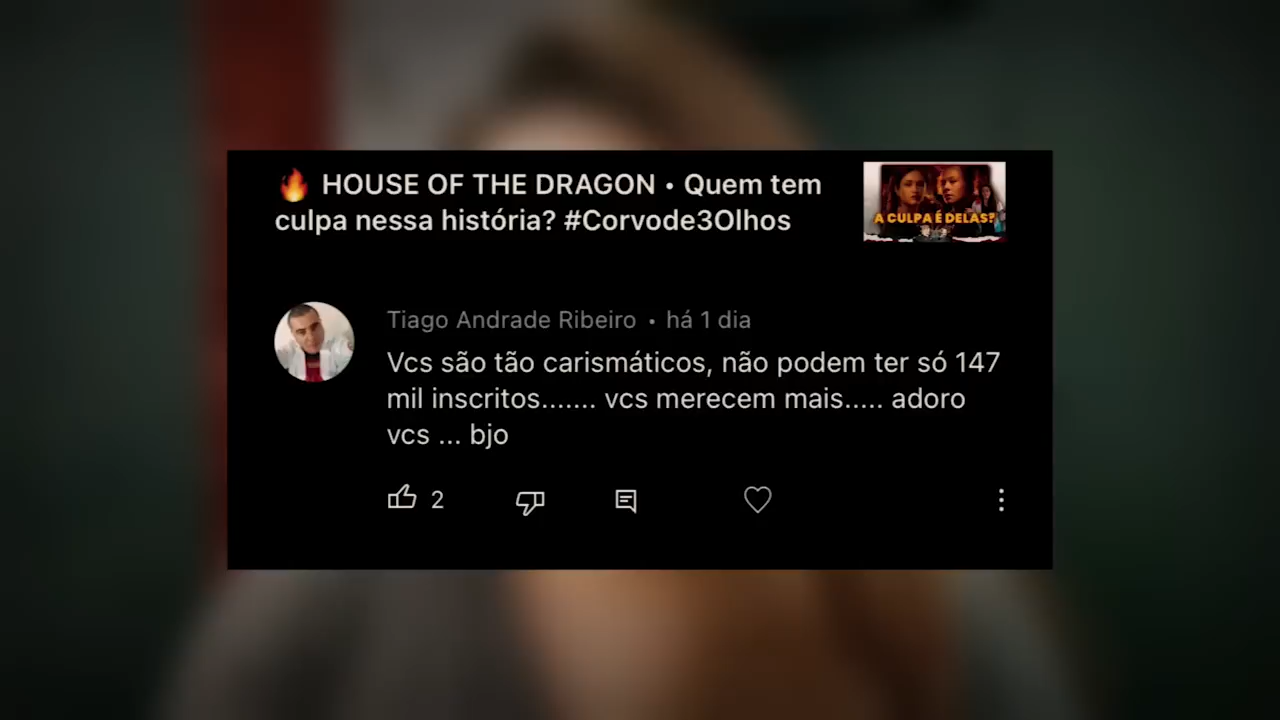 🔥 HOUSE OF THE DRAGON • Quem tem
culpa nessa história? #Corvode3Olhos
A CULPA É DELAS?
Tiago Andrade Ribeiro • há 1 dia
Vcs são tão carismáticos, não podem ter só 147
mil inscritos....... vcs merecem mais..... adoro
vcs ... bjo
2